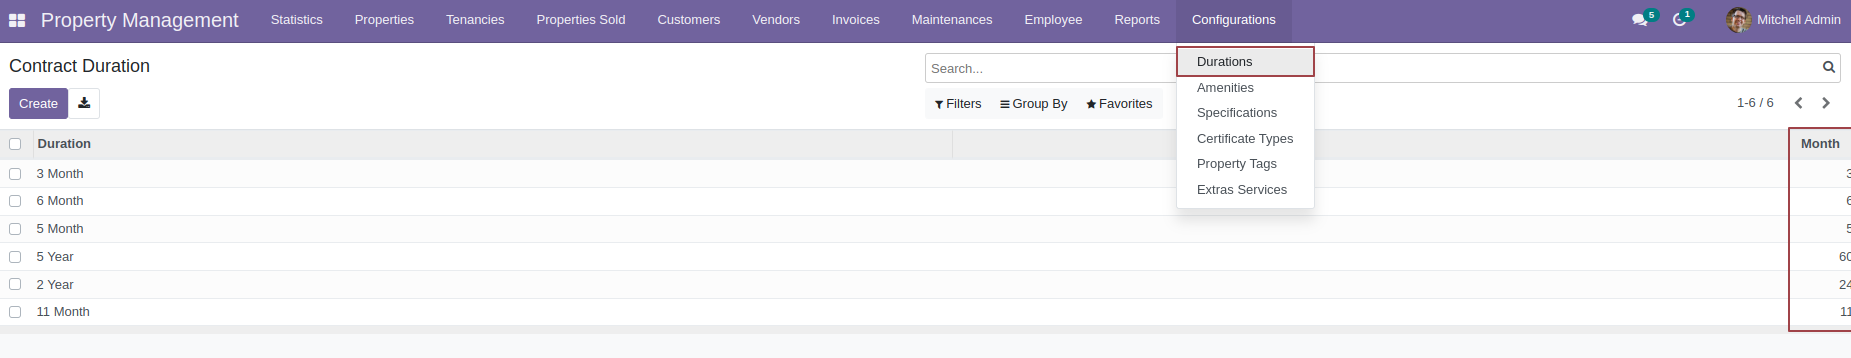 Property Management Statistics Properties Tenancies Properties Sold Customers Vendors Invoices Maintenances Employee Reports Configurations 5 1 Mitchell Admin
Contract Duration
Search...
Durations
Amenities
Specifications
Certificate Types
Property Tags
Extras Services
Create
Filters Group By Favorites 1-6 / 6
Duration Month
3 Month 3
6 Month 6
5 Month 5
5 Year 60
2 Year 24
11 Month 11